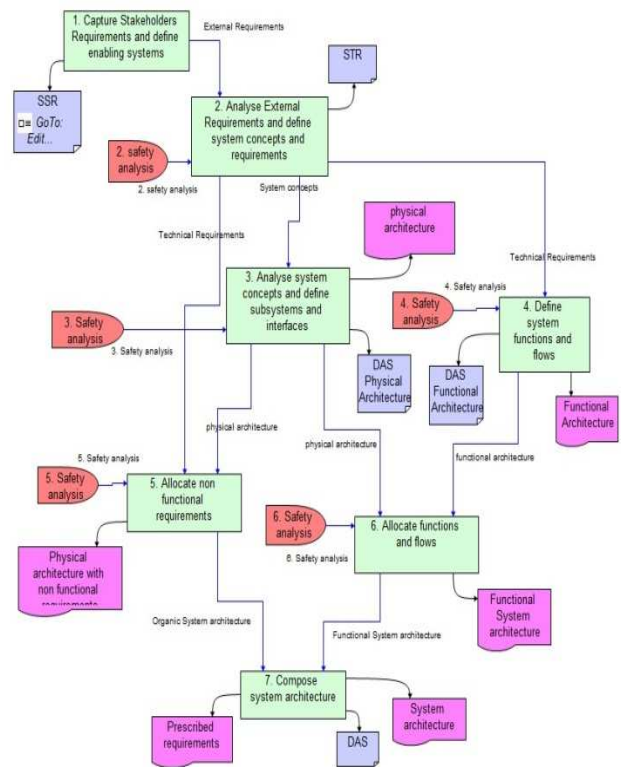 1. Capture Stakeholders
Requirements and define
enabling systems
External Requirements
STR
SSR
GoTo:
Edit...
2. Analyse External
Requirements and define
system concepts and
requirements
2. safety
analysis
2. safety analysis
System concepts
Technical Requirements
physical
architecture
Technical Requirements
3. Analyse system
concepts and define
subsystems and
interfaces
3. Safety
analysis
3. Safety analysis
4. Safety analysis
4. Safety
analysis
4. Define
system
functions and
flows
DAS
Physical
Architecture
DAS
Functional
Architecture
Functional
Architecture
physical architecture
physical architecture
functional architecture
5. Safety analysis
5. Safety
analysis
5. Allocate non
functional
requirements
6. Safety
analysis
6. Safety analysis
6. Allocate functions
and flows
Physical
architecture with
non functional
requirements
Functional
System
architecture
Organic System architecture
Functional System architecture
7. Compose
system architecture
Prescribed
requirements
DAS
System
architecture